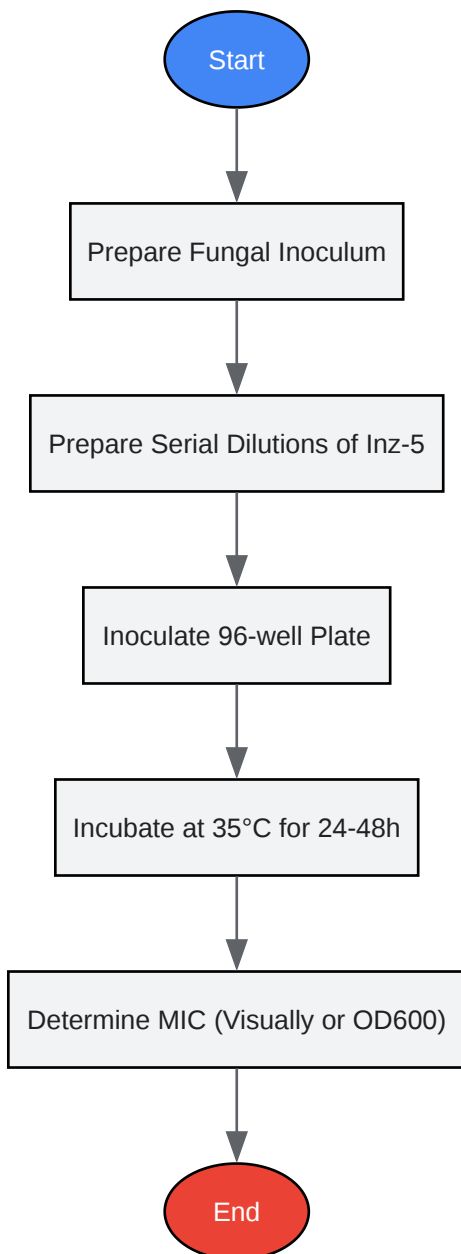 Start
Prepare Fungal Inoculum
Prepare Serial Dilutions of Inz-5
Inoculate 96-well Plate
Incubate at 35°C for 24-48h
Determine MIC (Visually or OD600)
End